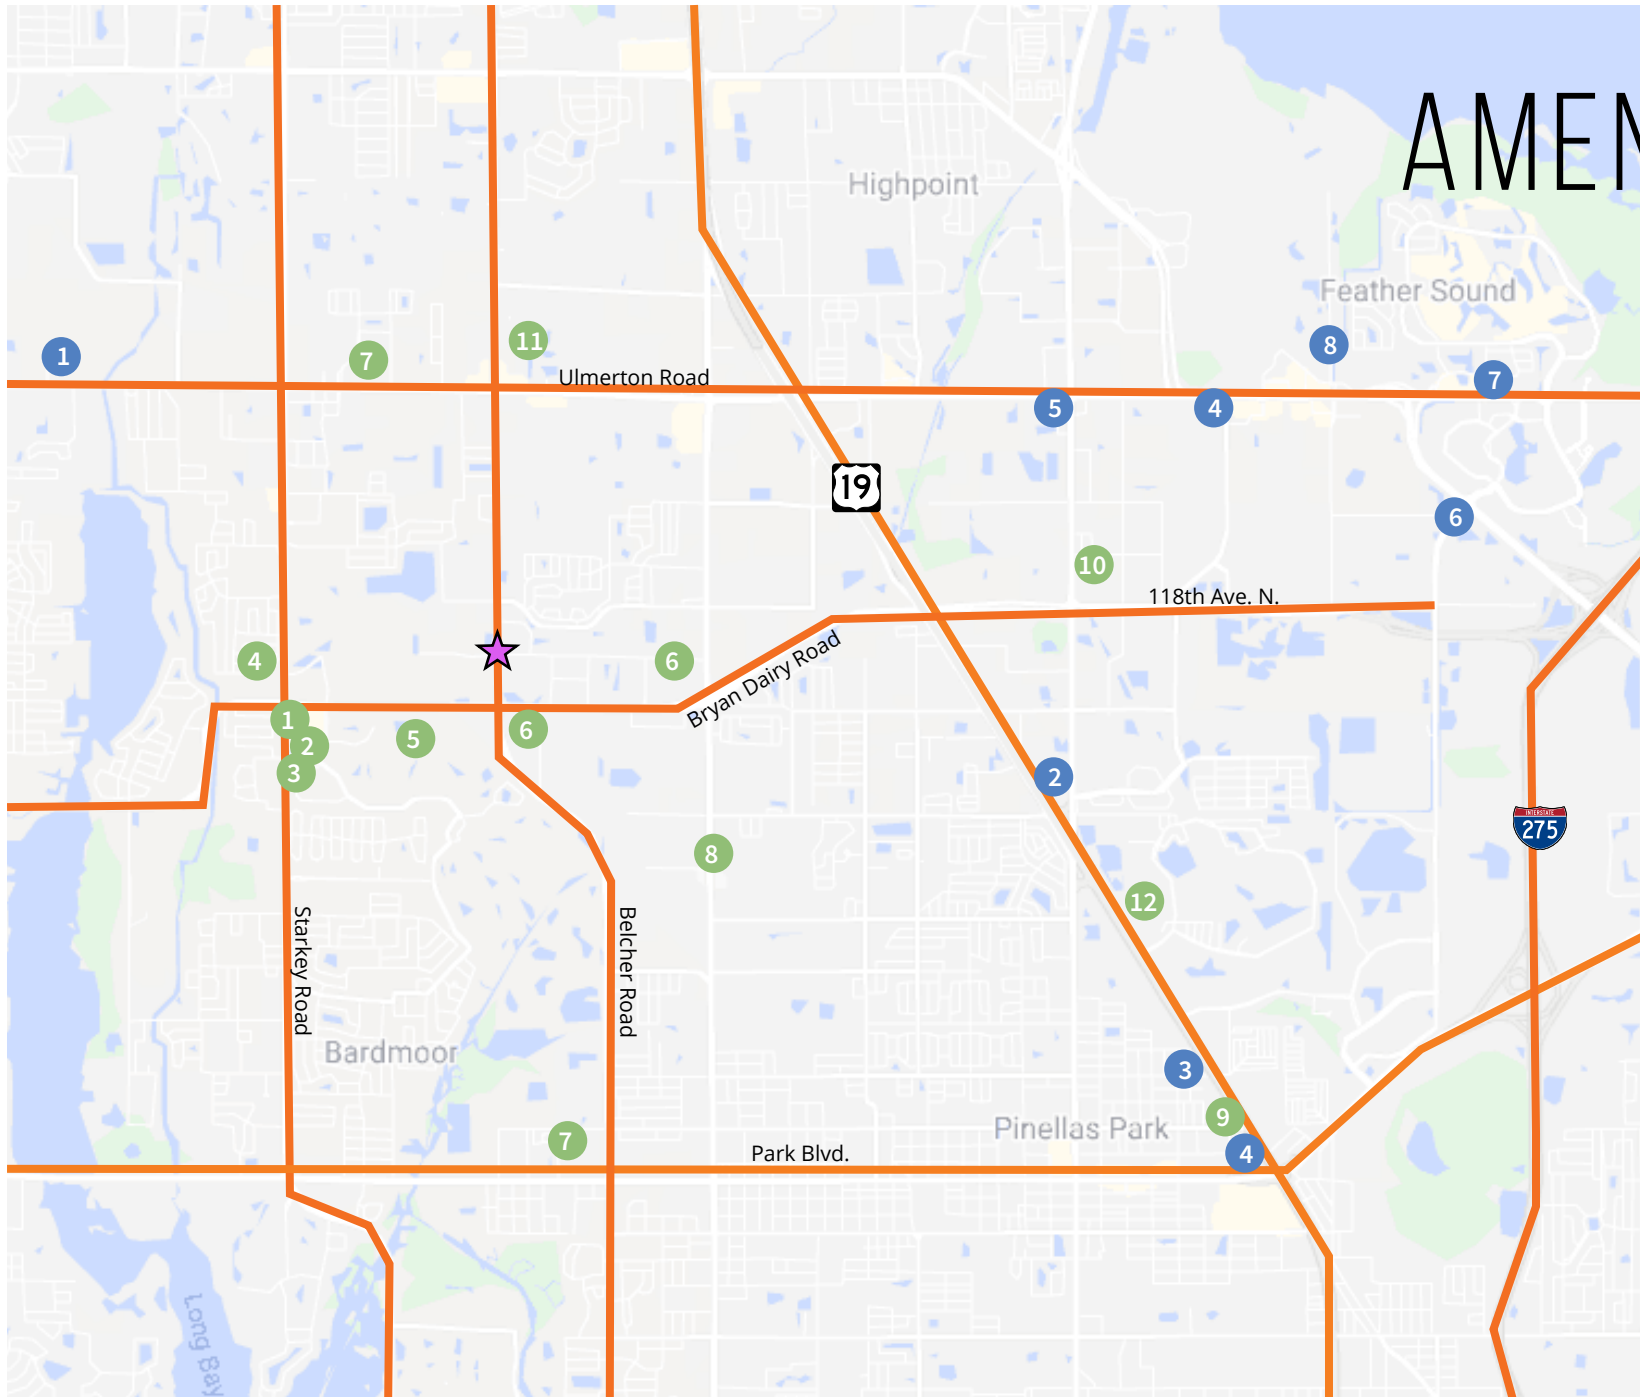 AMEN
Highpoint
Feather Sound
11
8
1
7
Ulmerton Road
7
5
4
19
6
10
118th Ave. N.
4
6
Bryan Dairy Road
1
6
2
5
3
2
INTERSTATE
275
8
12
Starkey Road
Belcher Road
Bardmoor
3
9
Pinellas Park
7
Park Blvd.
4
Long Bay